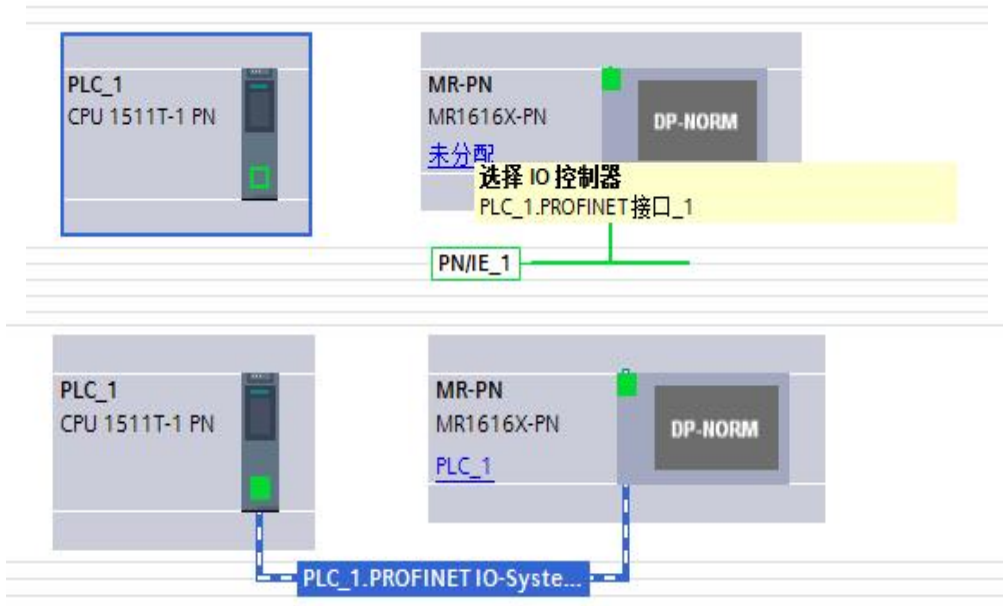 PLC_1
CPU 1511T-1 PN
MR-PN
MR1616X-PN
DP-NORM
未分配
选择 IO 控制器
PLC_1.PROFINET接口_1
PN/IE_1
PLC_1
CPU 1511T-1 PN
MR-PN
MR1616X-PN
DP-NORM
PLC_1
PLC_1.PROFINET IO-Syste...